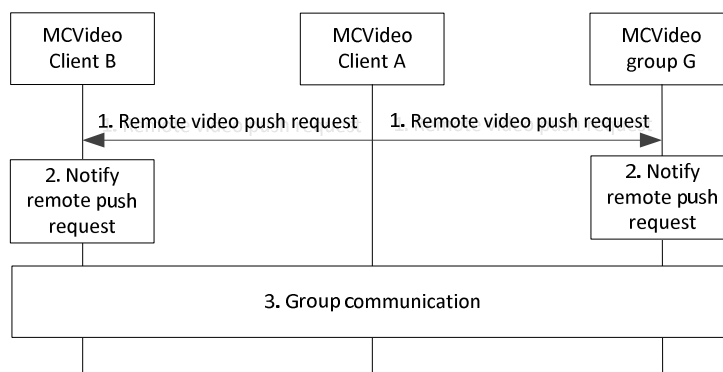 MCVideo
Client B
MCVideo
Client A
MCVideo
group G
1. Remote video push request
1. Remote video push request
2. Notify
remote push
request
2. Notify
remote push
request
3. Group communication